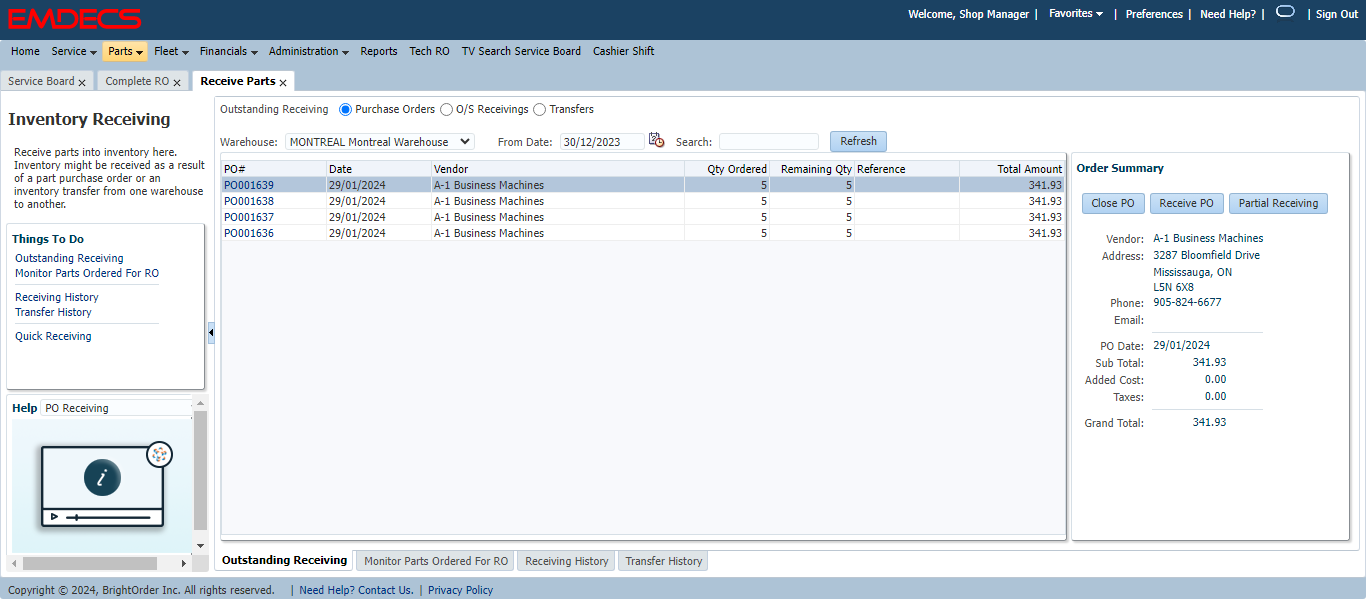 EMDECS
Welcome, Shop Manager | Favorites | Preferences | Need Help? | | Sign Out
Home Service Parts Fleet Financials Administration Reports Tech RO TV Search Service Board Cashier Shift
Service Board x Complete RO x Receive Parts x
Inventory Receiving
Receive parts into inventory here.
Inventory might be received as a result
of a part purchase order or an
inventory transfer from one warehouse
to another.
Things To Do
Outstanding Receiving
Monitor Parts Ordered For RO
Receiving History
Transfer History
Quick Receiving
Help PO Receiving
i
Outstanding Receiving Purchase Orders O/S Receivings Transfers
Warehouse: MONTREAL Montreal Warehouse From Date: 30/12/2023 Search: Refresh
PO# Date Vendor Qty Ordered Remaining Qty Reference Total Amount
PO001639 29/01/2024 A-1 Business Machines 5 5 341.93
PO001638 29/01/2024 A-1 Business Machines 5 5 341.93
PO001637 29/01/2024 A-1 Business Machines 5 5 341.93
PO001636 29/01/2024 A-1 Business Machines 5 5 341.93
Order Summary
Close PO Receive PO Partial Receiving
Vendor: A-1 Business Machines
Address: 3287 Bloomfield Drive
Mississauga, ON
L5N 6X8
Phone: 905-824-6677
Email:
PO Date: 29/01/2024
Sub Total: 341.93
Added Cost: 0.00
Taxes: 0.00
Grand Total: 341.93
Outstanding Receiving Monitor Parts Ordered For RO Receiving History Transfer History
Copyright © 2024, BrightOrder Inc. All rights reserved. | Need Help? Contact Us. | Privacy Policy